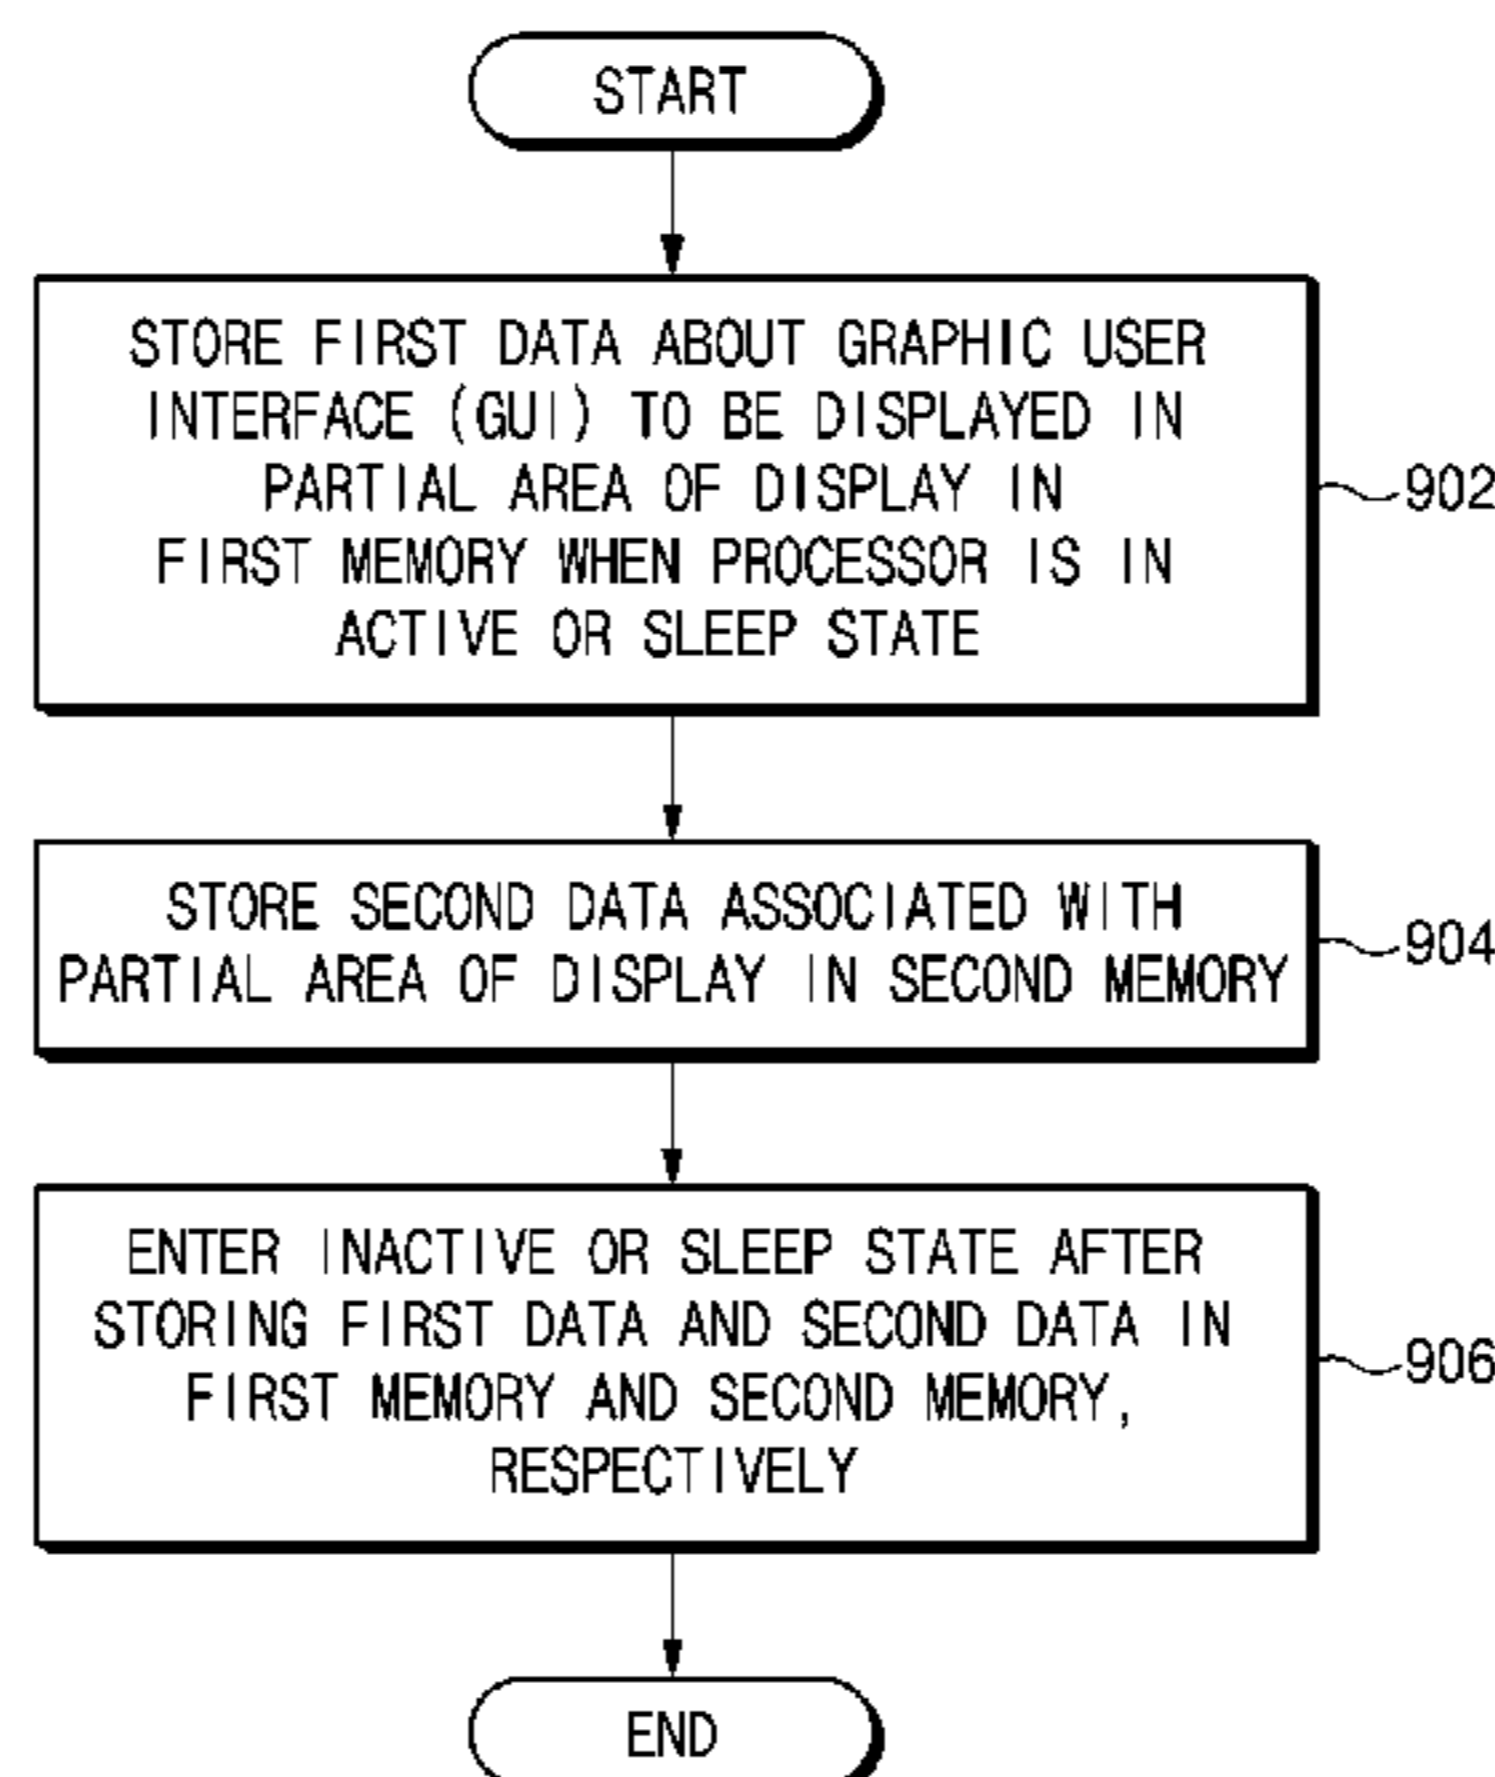 START
STORE FIRST DATA ABOUT GRAPHIC USER
INTERFACE (GUI) TO BE DISPLAYED IN
PARTIAL AREA OF DISPLAY IN
FIRST MEMORY WHEN PROCESSOR IS IN
ACTIVE OR SLEEP STATE
902
STORE SECOND DATA ASSOCIATED WITH
PARTIAL AREA OF DISPLAY IN SECOND MEMORY
904
ENTER INACTIVE OR SLEEP STATE AFTER
STORING FIRST DATA AND SECOND DATA IN
FIRST MEMORY AND SECOND MEMORY,
RESPECTIVELY
906
END